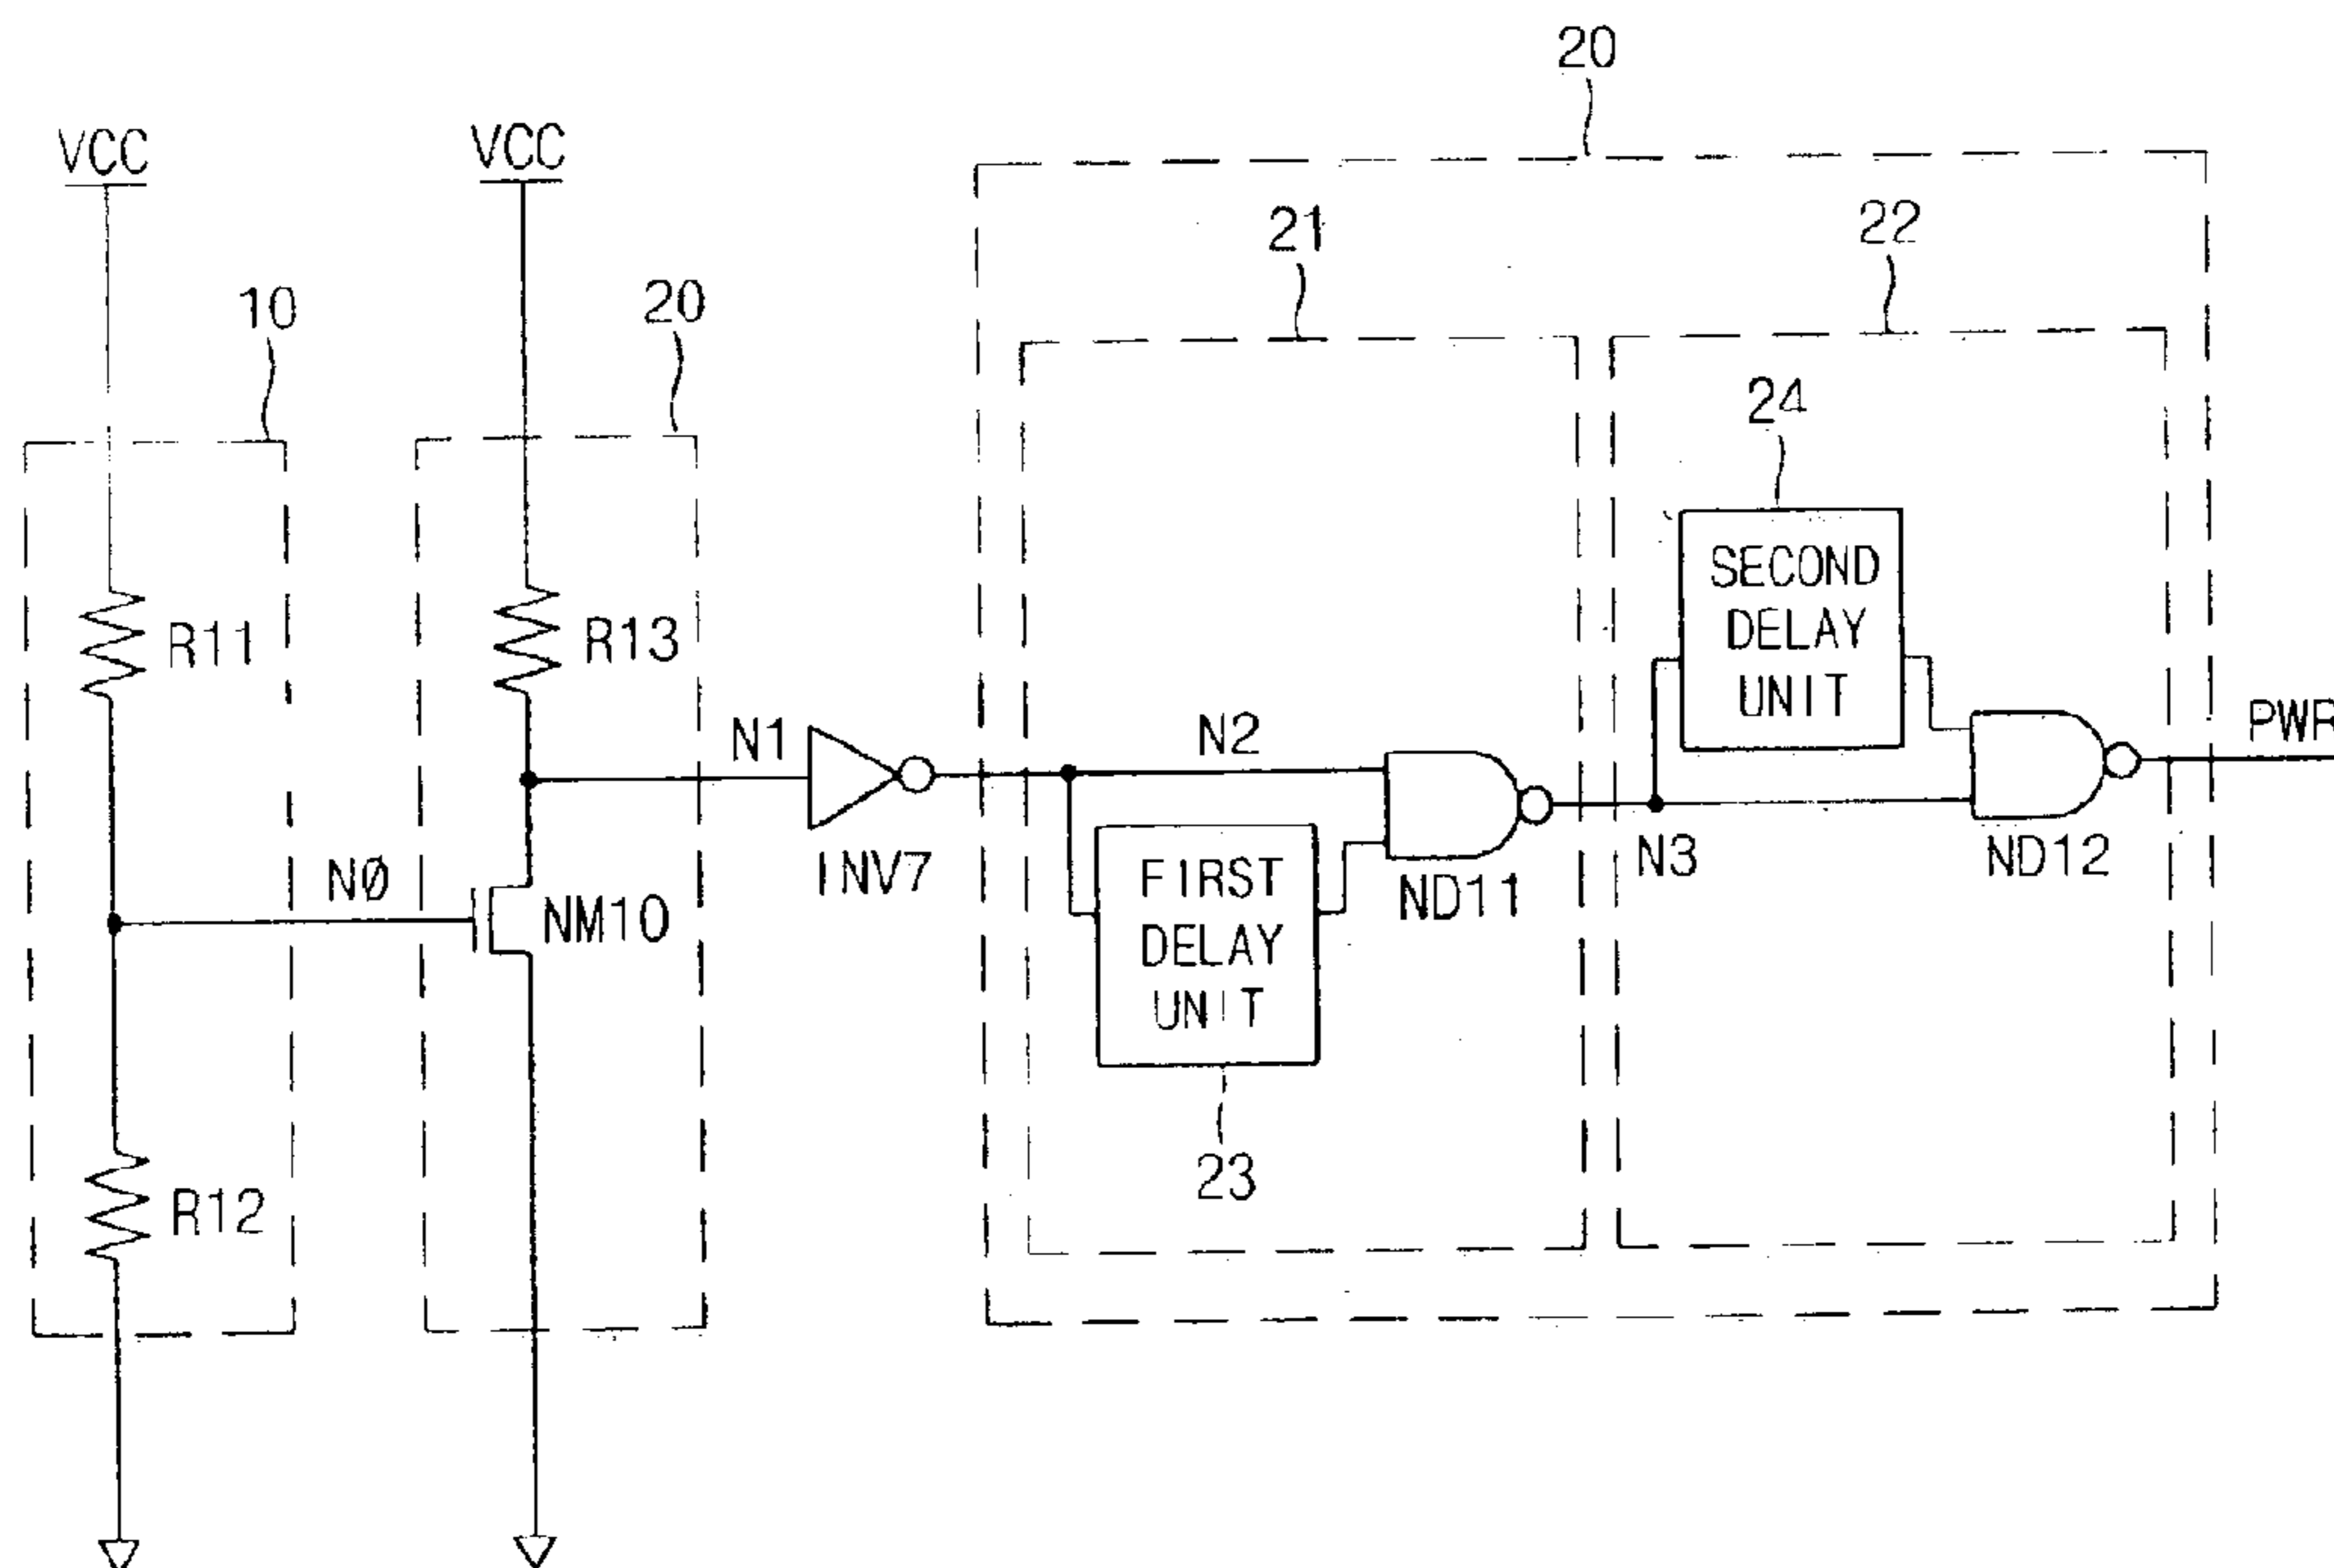 20
VCC
VCC
21
22
10
20
24
SECOND
DELAY
UNIT
R11
R13
N1
N2
PWR
INV7
FIRST
DELAY
UNIT
ND11
N3
ND12
NØ
NM10
23
R12